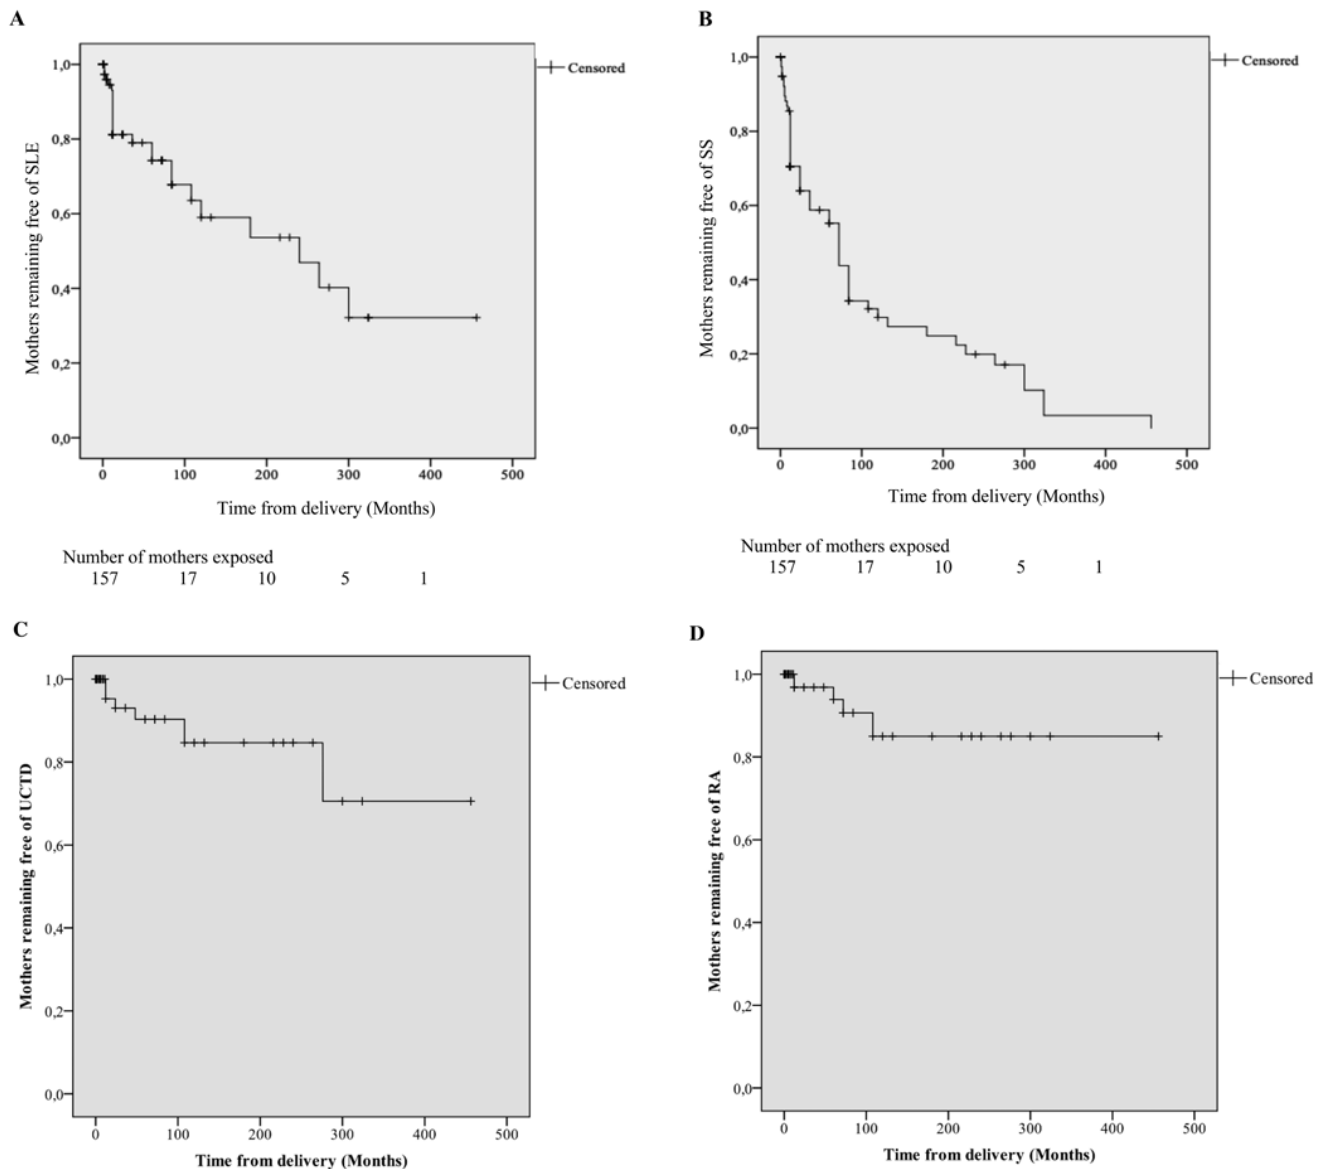 A
Mothers remaining free of SLE
1,0
0,8
0,6
0,4
0,2
0,0
0 100 200 300 400 500
Time from delivery (Months)
Censored
Number of mothers exposed
157 17 10 5 1
B
Mothers remaining free of SS
1,0
0,8
0,6
0,4
0,2
0,0
0 100 200 300 400 500
Time from delivery (Months)
Censored
Number of mothers exposed
157 17 10 5 1
C
Mothers remaining free of UCTD
1,0
0,8
0,6
0,4
0,2
0,0
0 100 200 300 400 500
Time from delivery (Months)
Censored
D
Mothers remaining free of RA
1,0
0,8
0,6
0,4
0,2
0,0
0 100 200 300 400 500
Time from delivery (Months)
Censored